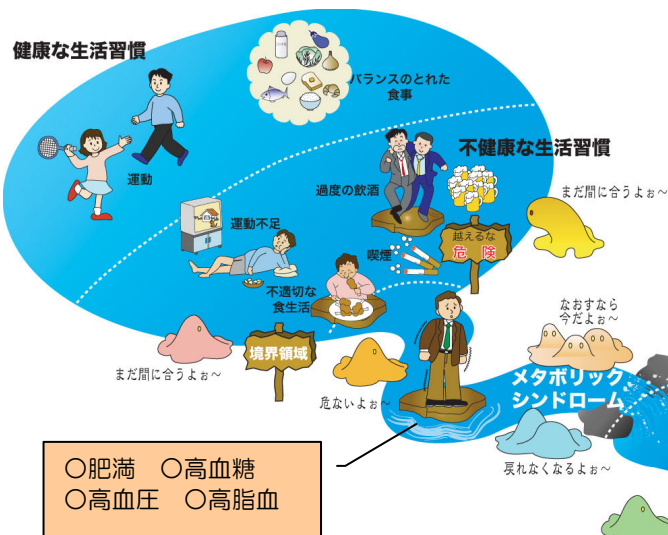 健康な生活習慣
バランスのとれた
食事
運動
不健康な生活習慣
過度の飲酒
まだ間に合うよぉ～
越えるな
危険
運動不足
喫煙
不適切な
食生活
なおすなら
今だよぉ～
境界領域
まだ間に合うよぉ～
危ないよぉ～
メタボリック
シンドローム
戻れなくなるよぉ～
○肥満　○高血糖
○高血圧　○高脂血